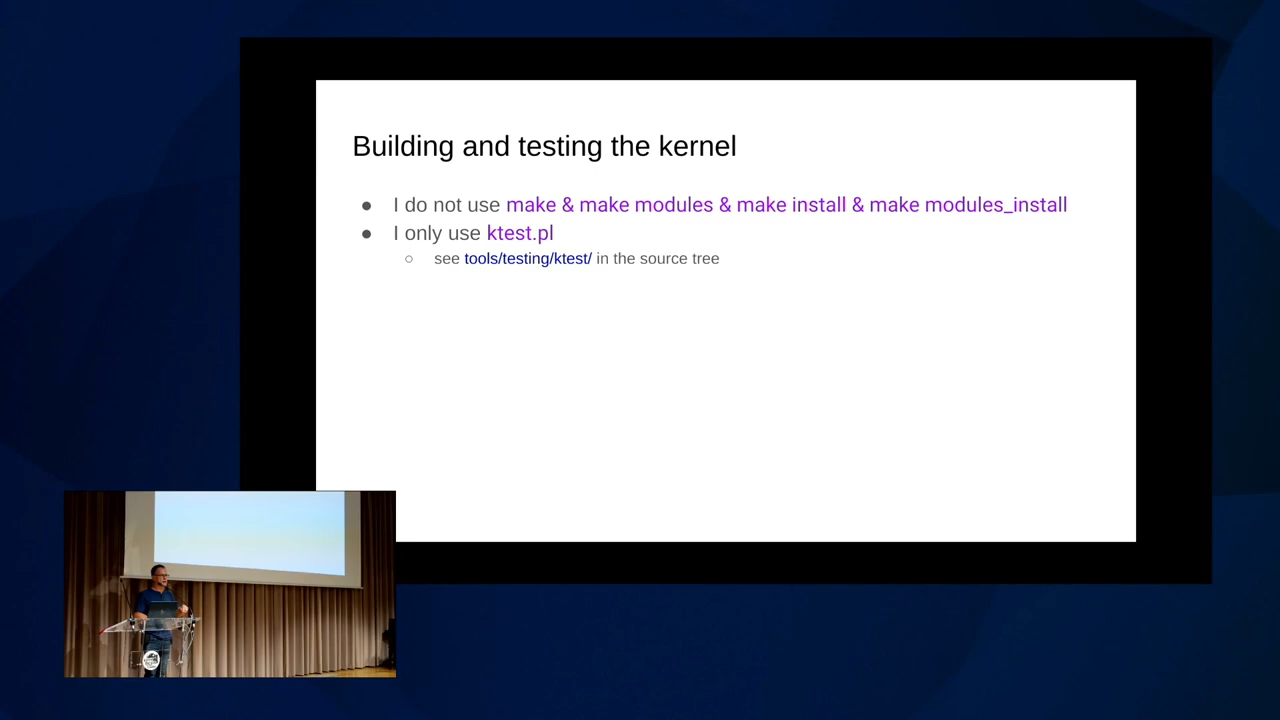 Building and testing the kernel
● I do not use make & make modules & make install & make modules_install
● I only use ktest.pl
○ see tools/testing/ktest/ in the source tree